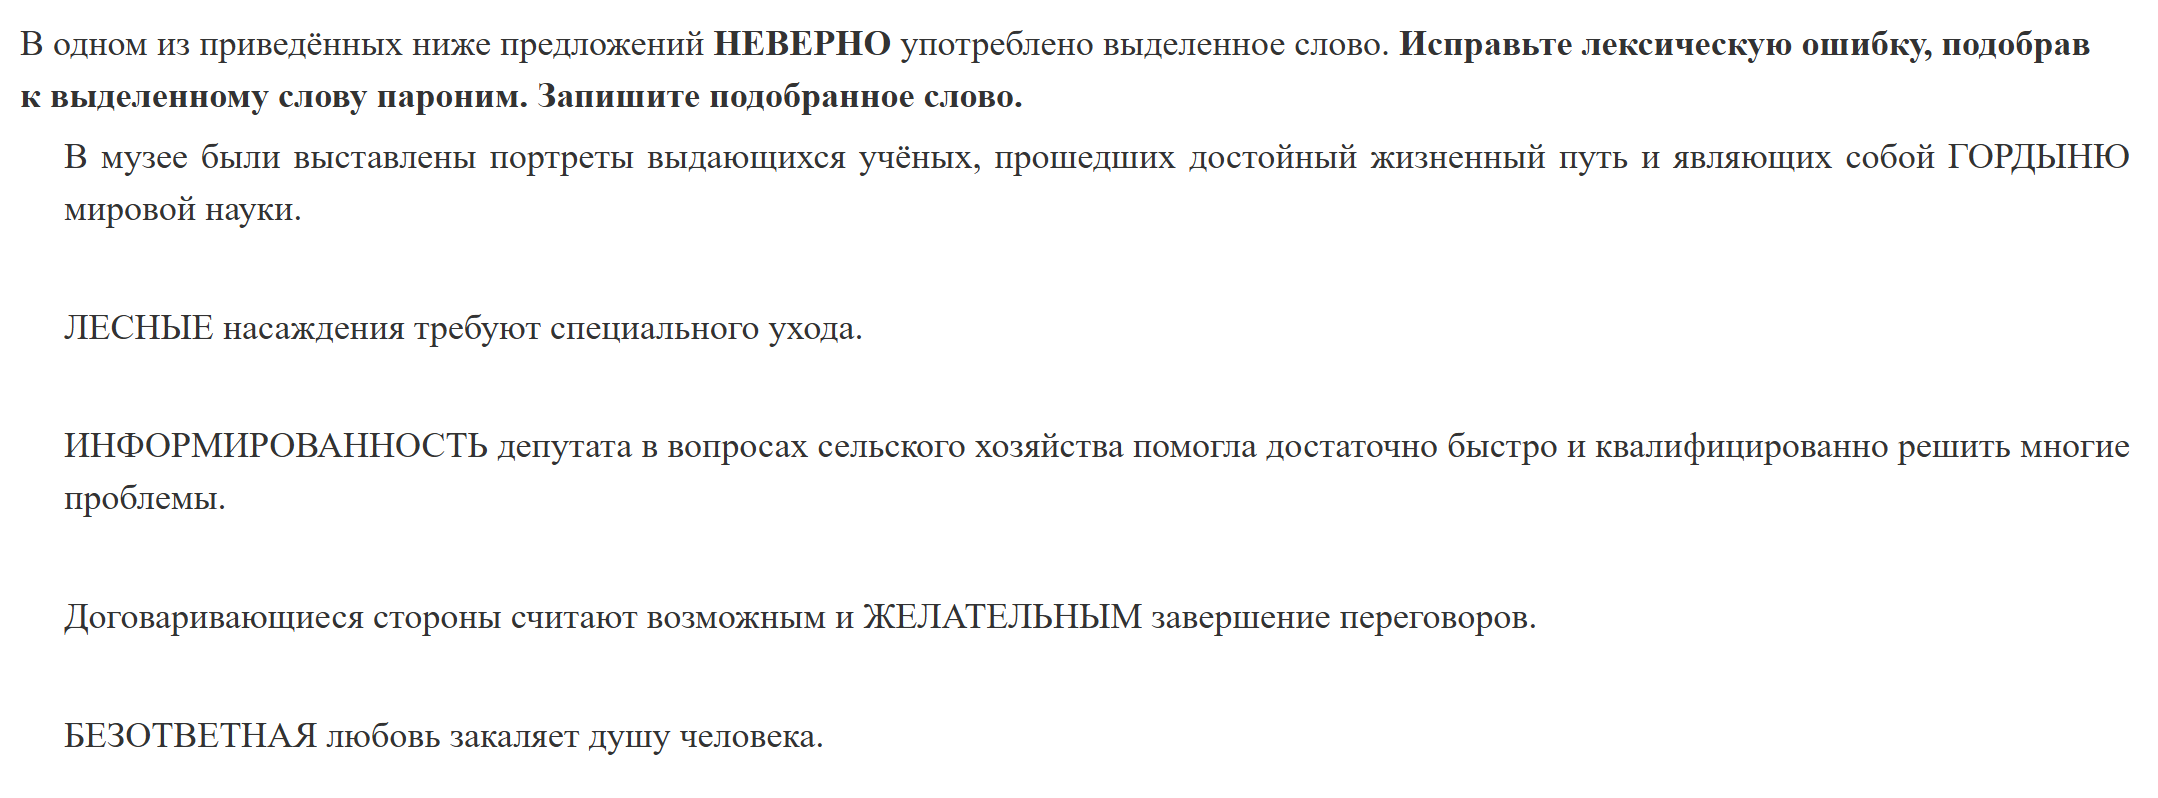 В одном из приведённых ниже предложений НЕВЕРНО употреблено выделенное слово. Исправьте лексическую ошибку, подобрав
к выделенному слову пароним. Запишите подобранное слово.
В музее были выставлены портреты выдающихся учёных, прошедших достойный жизненный путь и являющих собой ГОРДЫНЮ
мировой науки.
ЛЕСНЫЕ насаждения требуют специального ухода.
ИНФОРМИРОВАННОСТЬ депутата в вопросах сельского хозяйства помогла достаточно быстро и квалифицированно решить многие
проблемы.
Договаривающиеся стороны считают возможным и ЖЕЛАТЕЛЬНЫМ завершение переговоров.
БЕЗОТВЕТНАЯ любовь закаляет душу человека.